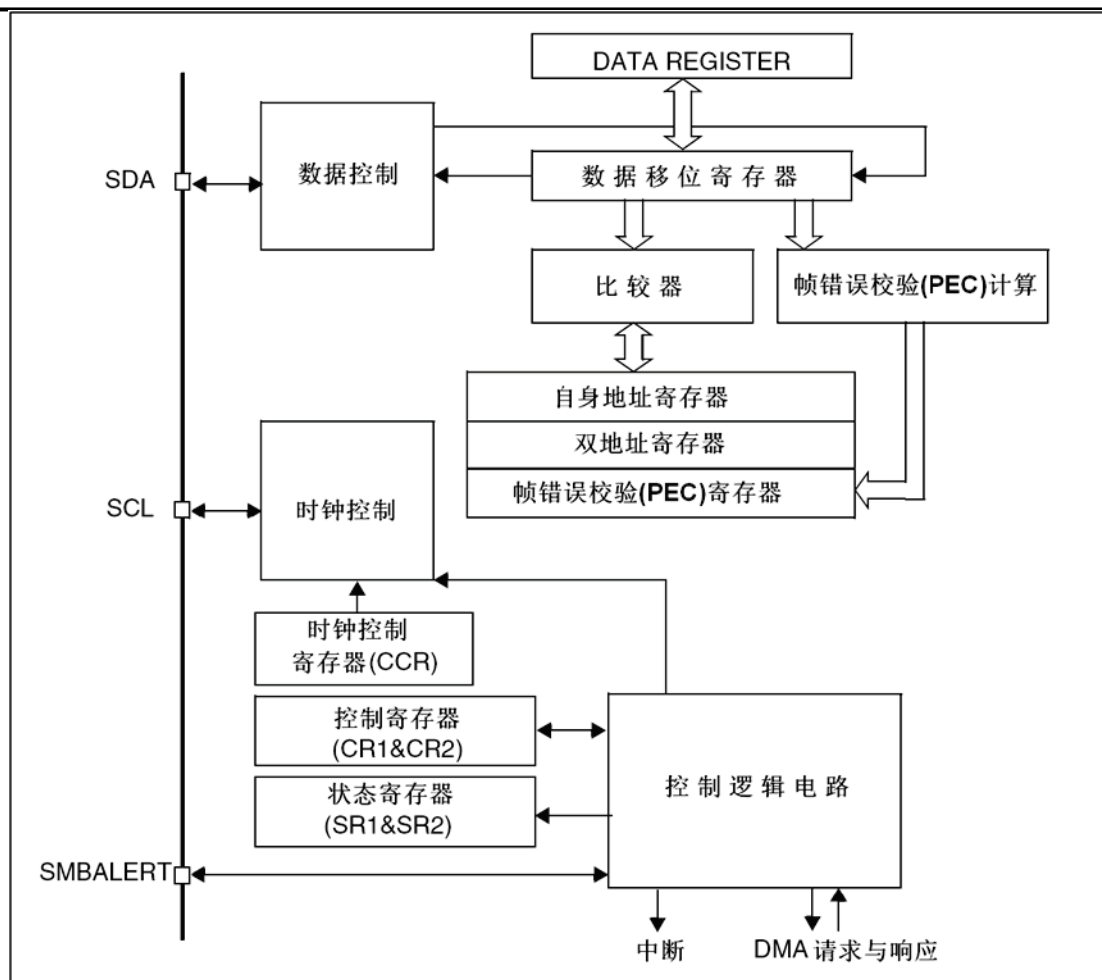 DATA REGISTER
SDA
数据控制
数据移位寄存器
比较器
帧错误校验(PEC)计算
自身地址寄存器
双地址寄存器
帧错误校验(PEC)寄存器
SCL
时钟控制
时钟控制
寄存器(CCR)
控制寄存器
(CR1&CR2)
状态寄存器
(SR1&SR2)
控制逻辑电路
SMBALERT
中断
DMA 请求与响应